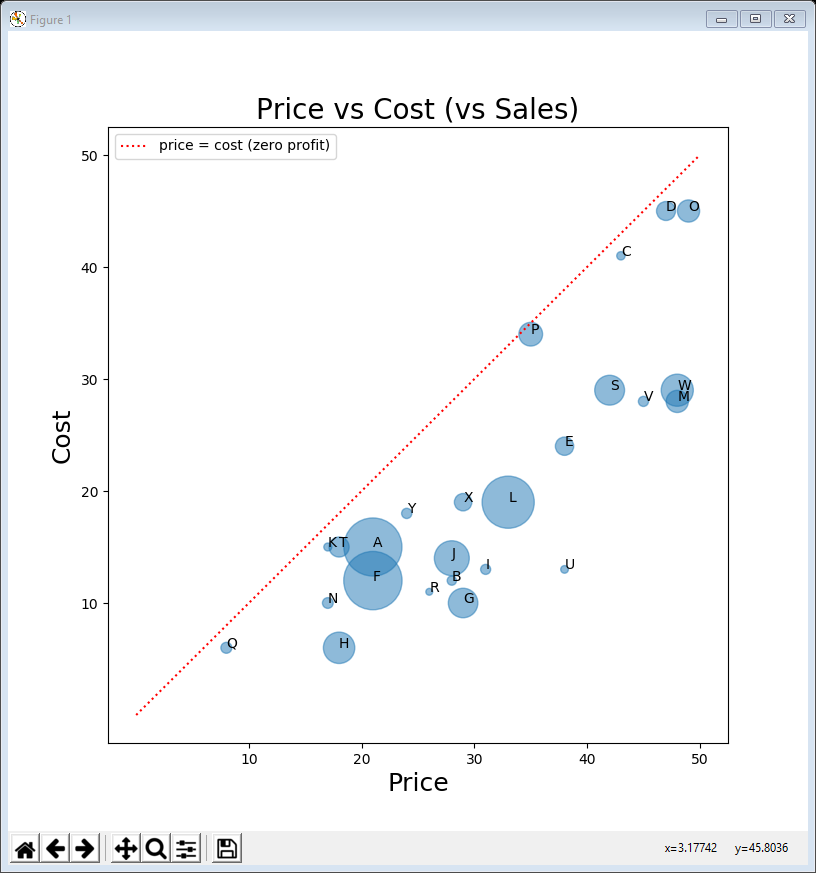 Figure 1
Price vs Cost (vs Sales)
price = cost (zero profit)
50
40
30
20
10
Cost
D O
C
P
S W
V M
E
X L
Y
K T A
J
F B I U
R
N G
Q H
10 20 30 40 50
Price
x=3.17742 y=45.8036